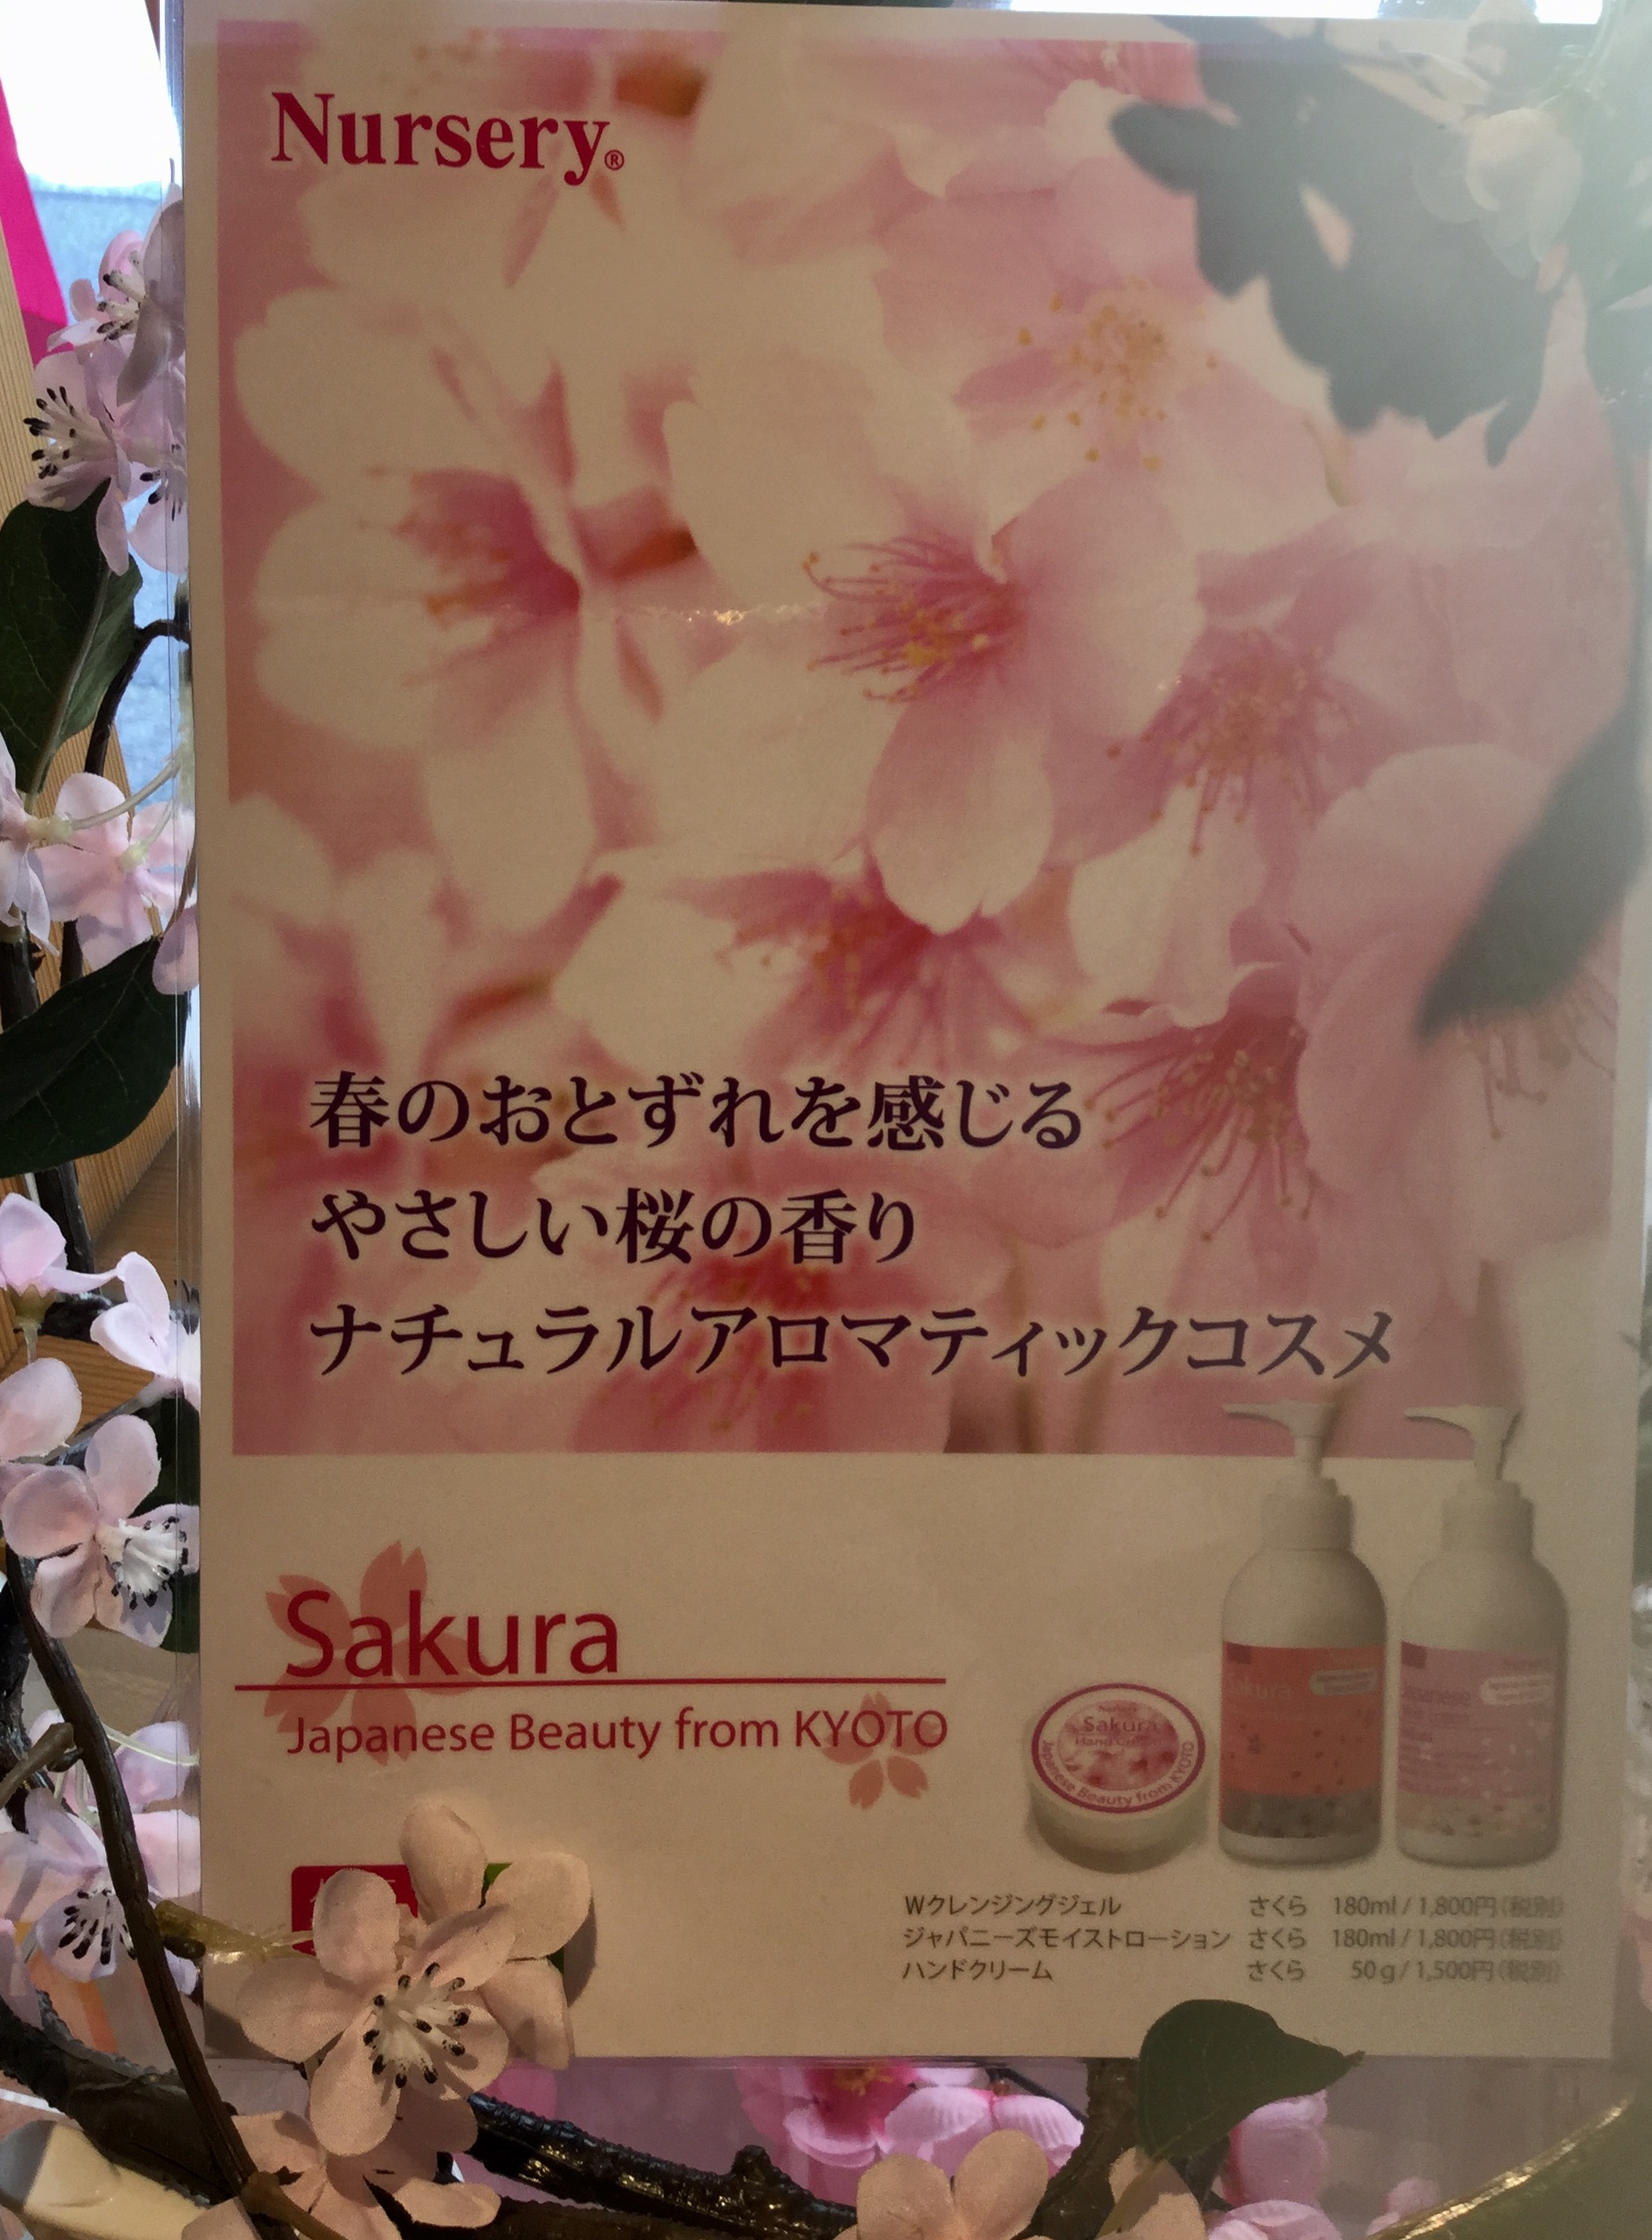 Nursery®
春のおとずれを感じる
やさしい桜の香り
ナチュラルアロマティックコスメ
Sakura
Japanese Beauty from KYOTO
Sakura
Hand Cream
Japanese Beauty from KYOTO
Sakura
Japanese
Wクレンジングジェル さくら 180ml / 1,800円(税別)
ジャパニーズモイストローション さくら 180ml / 1,800円(税別)
ハンドクリーム さくら 50g / 1,500円(税別)